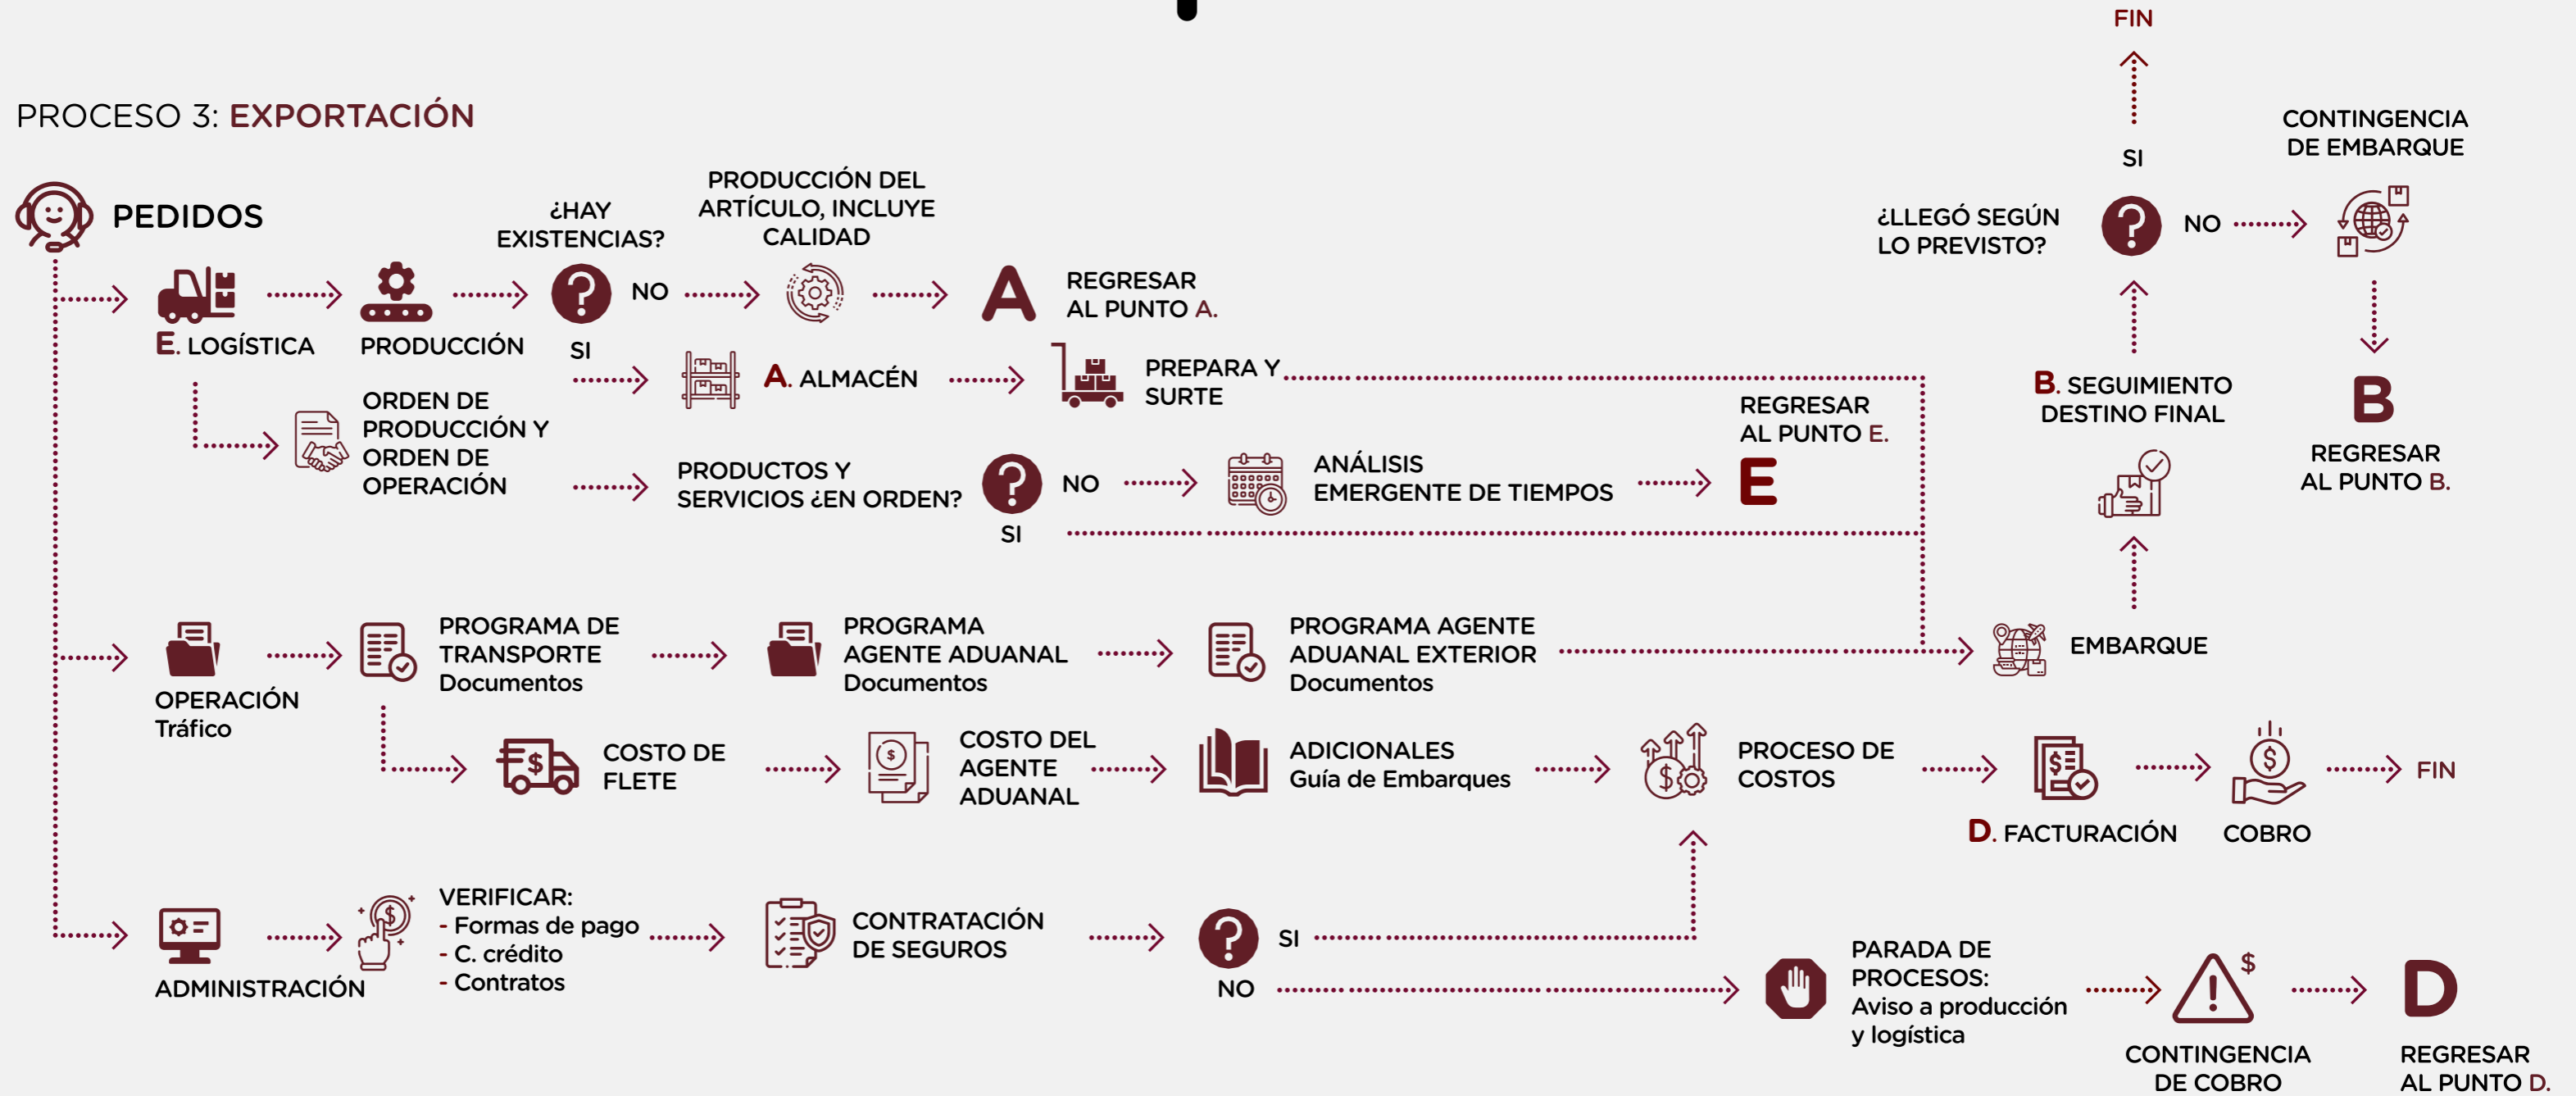 PROCESO 3: EXPORTACIÓN
PEDIDOS
E. LOGÍSTICA
PRODUCCIÓN
¿HAY
EXISTENCIAS?
NO
SI
PRODUCCIÓN DEL
ARTÍCULO, INCLUYE
CALIDAD
A
REGRESAR
AL PUNTO A.
A. ALMACÉN
PREPARA Y
SURTE
ORDEN DE
PRODUCCIÓN Y
ORDEN DE
OPERACIÓN
PRODUCTOS Y
SERVICIOS ¿EN ORDEN?
NO
SI
ANÁLISIS
EMERGENTE DE TIEMPOS
REGRESAR
AL PUNTO E.
E
OPERACIÓN
Tráfico
PROGRAMA DE
TRANSPORTE
Documentos
PROGRAMA
AGENTE ADUANAL
Documentos
PROGRAMA AGENTE
ADUANAL EXTERIOR
Documentos
EMBARQUE
B. SEGUIMIENTO
DESTINO FINAL
¿LLEGÓ SEGÚN
LO PREVISTO?
SI
FIN
NO
CONTINGENCIA
DE EMBARQUE
B
REGRESAR
AL PUNTO B.
COSTO DE
FLETE
COSTO DEL
AGENTE
ADUANAL
ADICIONALES
Guía de Embarques
PROCESO DE
COSTOS
D. FACTURACIÓN
COBRO
FIN
ADMINISTRACIÓN
VERIFICAR:
- Formas de pago
- C. crédito
- Contratos
CONTRATACIÓN
DE SEGUROS
SI
NO
PARADA DE
PROCESOS:
Aviso a producción
y logística
CONTINGENCIA
DE COBRO
D
REGRESAR
AL PUNTO D.